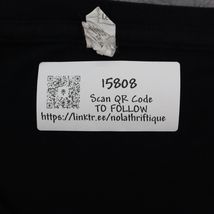 15808
Scan QR Code
TO FOLLOW
https://linktr.ee/nolathriftique